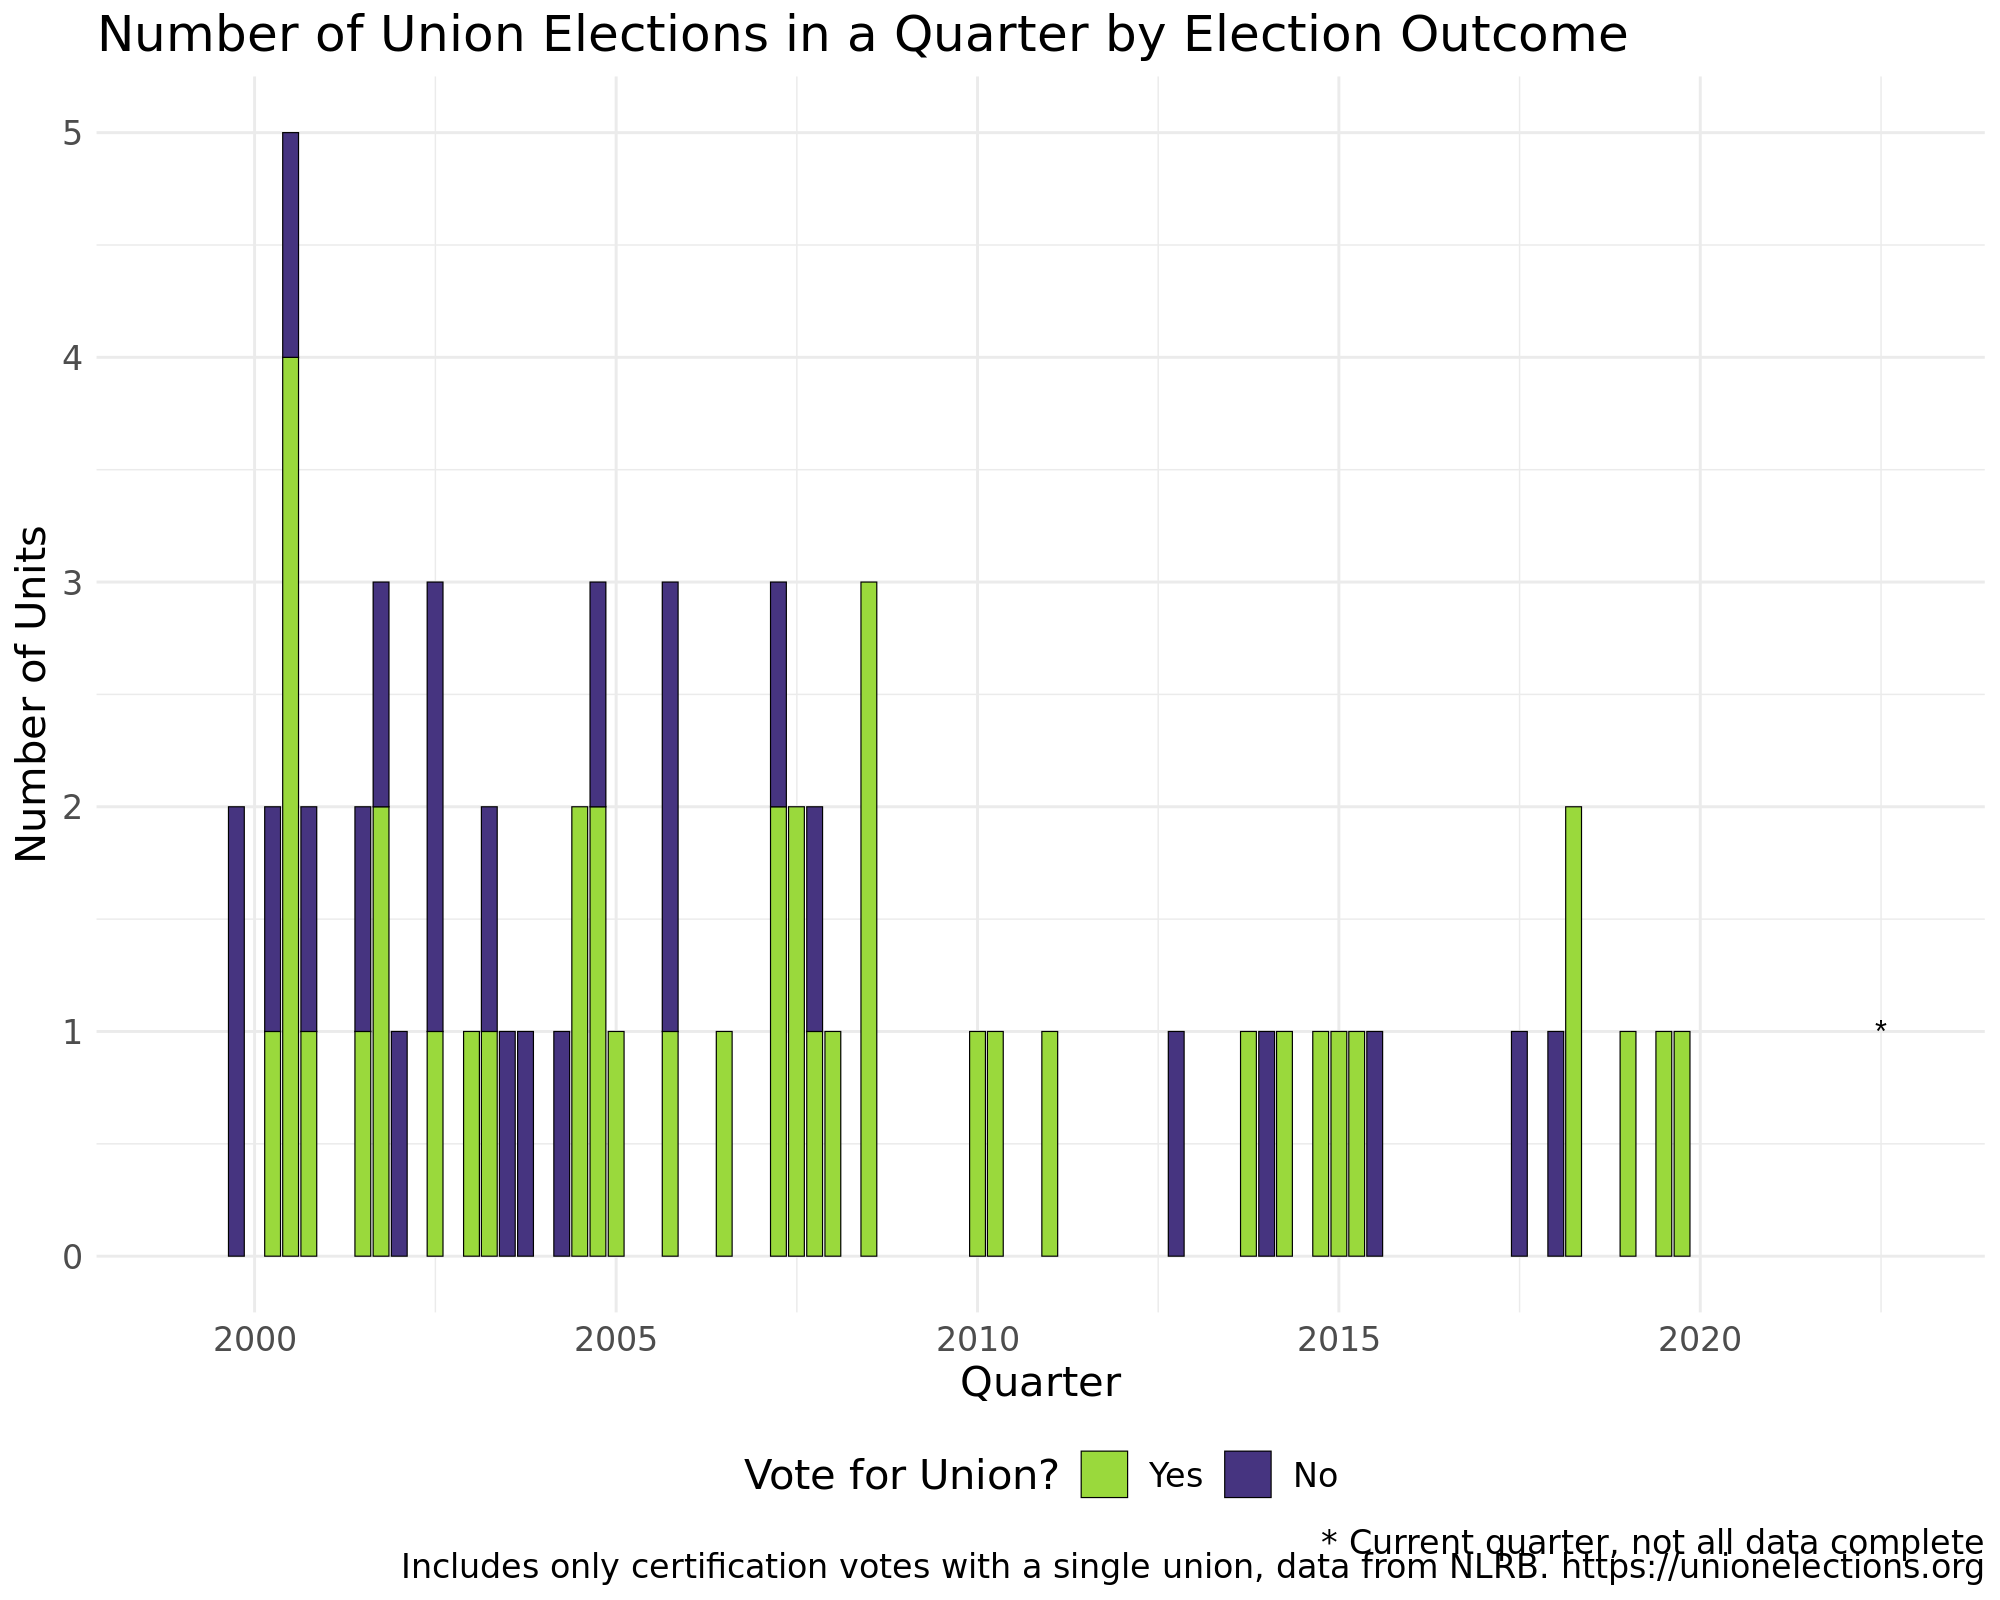 Number of Union Elections in a Quarter by Election Outcome
5
4
3
2
1
0
Number of Units
*
2000 2005 2010 2015 2020
Quarter
Vote for Union? Yes No
* Current quarter, not all data complete
Includes only certification votes with a single union, data from NLRB. https://unionelections.org